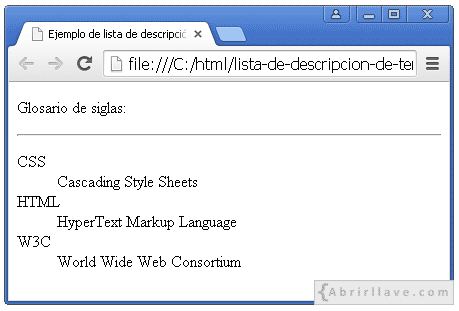 Ejemplo de lista de descripció
file:///C:/html/lista-de-descripcion-de-ter
Glosario de siglas:
CSS
Cascading Style Sheets
HTML
HyperText Markup Language
W3C
World Wide Web Consortium
{Abrirllave.com